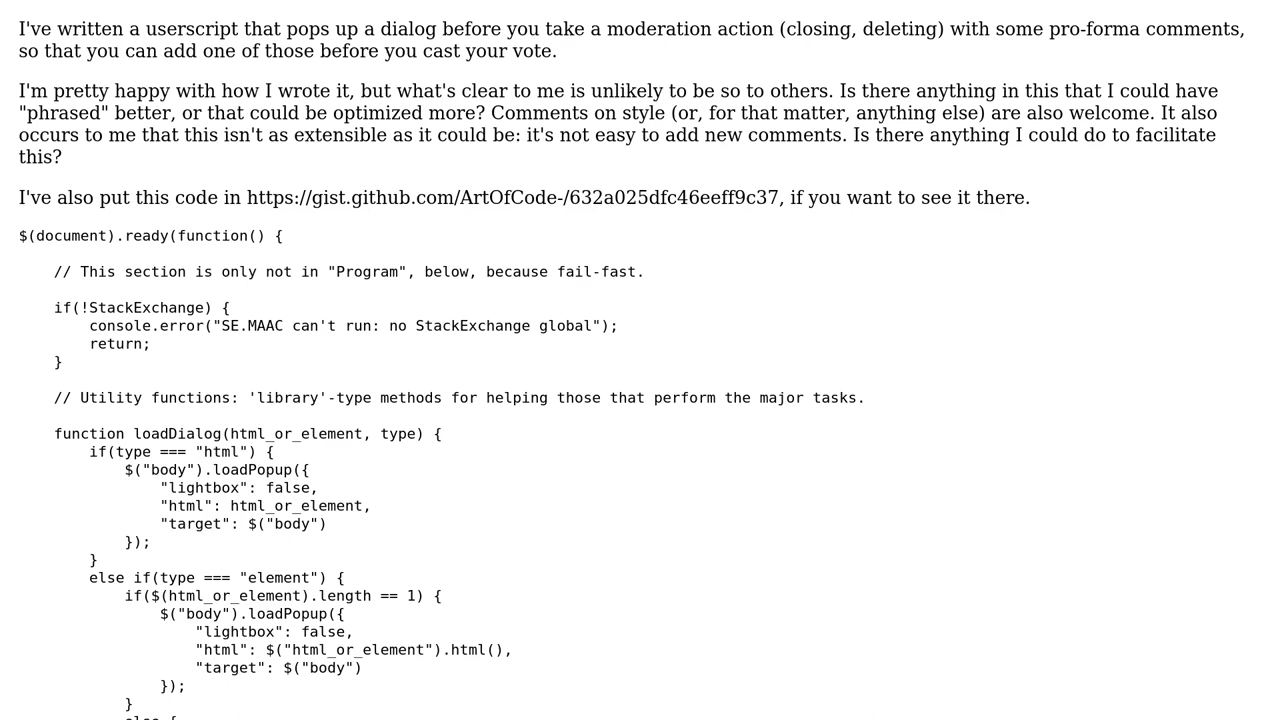 I've written a userscript that pops up a dialog before you take a moderation action (closing, deleting) with some pro-forma comments,
so that you can add one of those before you cast your vote.
I'm pretty happy with how I wrote it, but what's clear to me is unlikely to be so to others. Is there anything in this that I could have
"phrased" better, or that could be optimized more? Comments on style (or, for that matter, anything else) are also welcome. It also
occurs to me that this isn't as extensible as it could be: it's not easy to add new comments. Is there anything I could do to facilitate
this?
I've also put this code in https://gist.github.com/ArtOfCode-/632a025dfc46eeff9c37, if you want to see it there.
$(document).ready(function() {
    // This section is only not in "Program", below, because fail-fast.
    if(!StackExchange) {
        console.error("SE.MAAC can't run: no StackExchange global");
        return;
    }
    // Utility functions: 'library'-type methods for helping those that perform the major tasks.
    function loadDialog(html_or_element, type) {
        if(type === "html") {
            $("body").loadPopup({
                "lightbox": false,
                "html": html_or_element,
                "target": $("body")
            });
        }
        else if(type === "element") {
            if($(html_or_element).length == 1) {
                $("body").loadPopup({
                    "lightbox": false,
                    "html": $("html_or_element").html(),
                    "target": $("body")
                });
            }
            else {